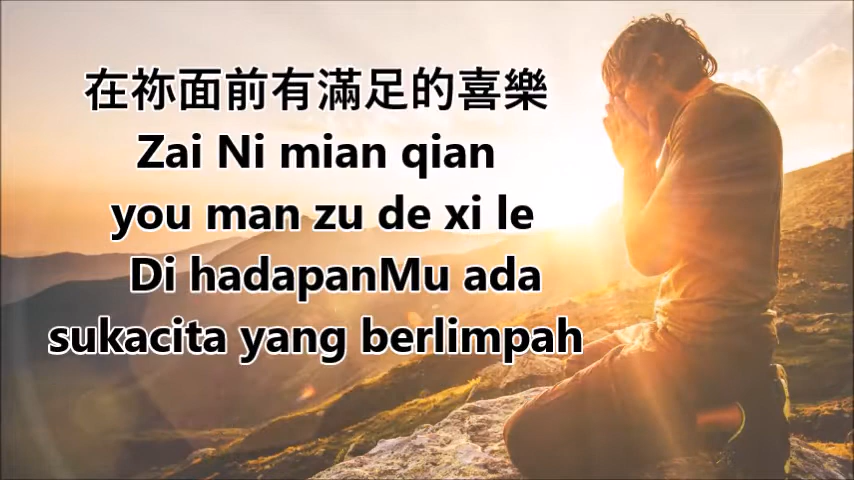 在祢面前有滿足的喜樂
Zai Ni mian qian
you man zu de xi le
Di hadapanMu ada
sukacita yang berlimpah